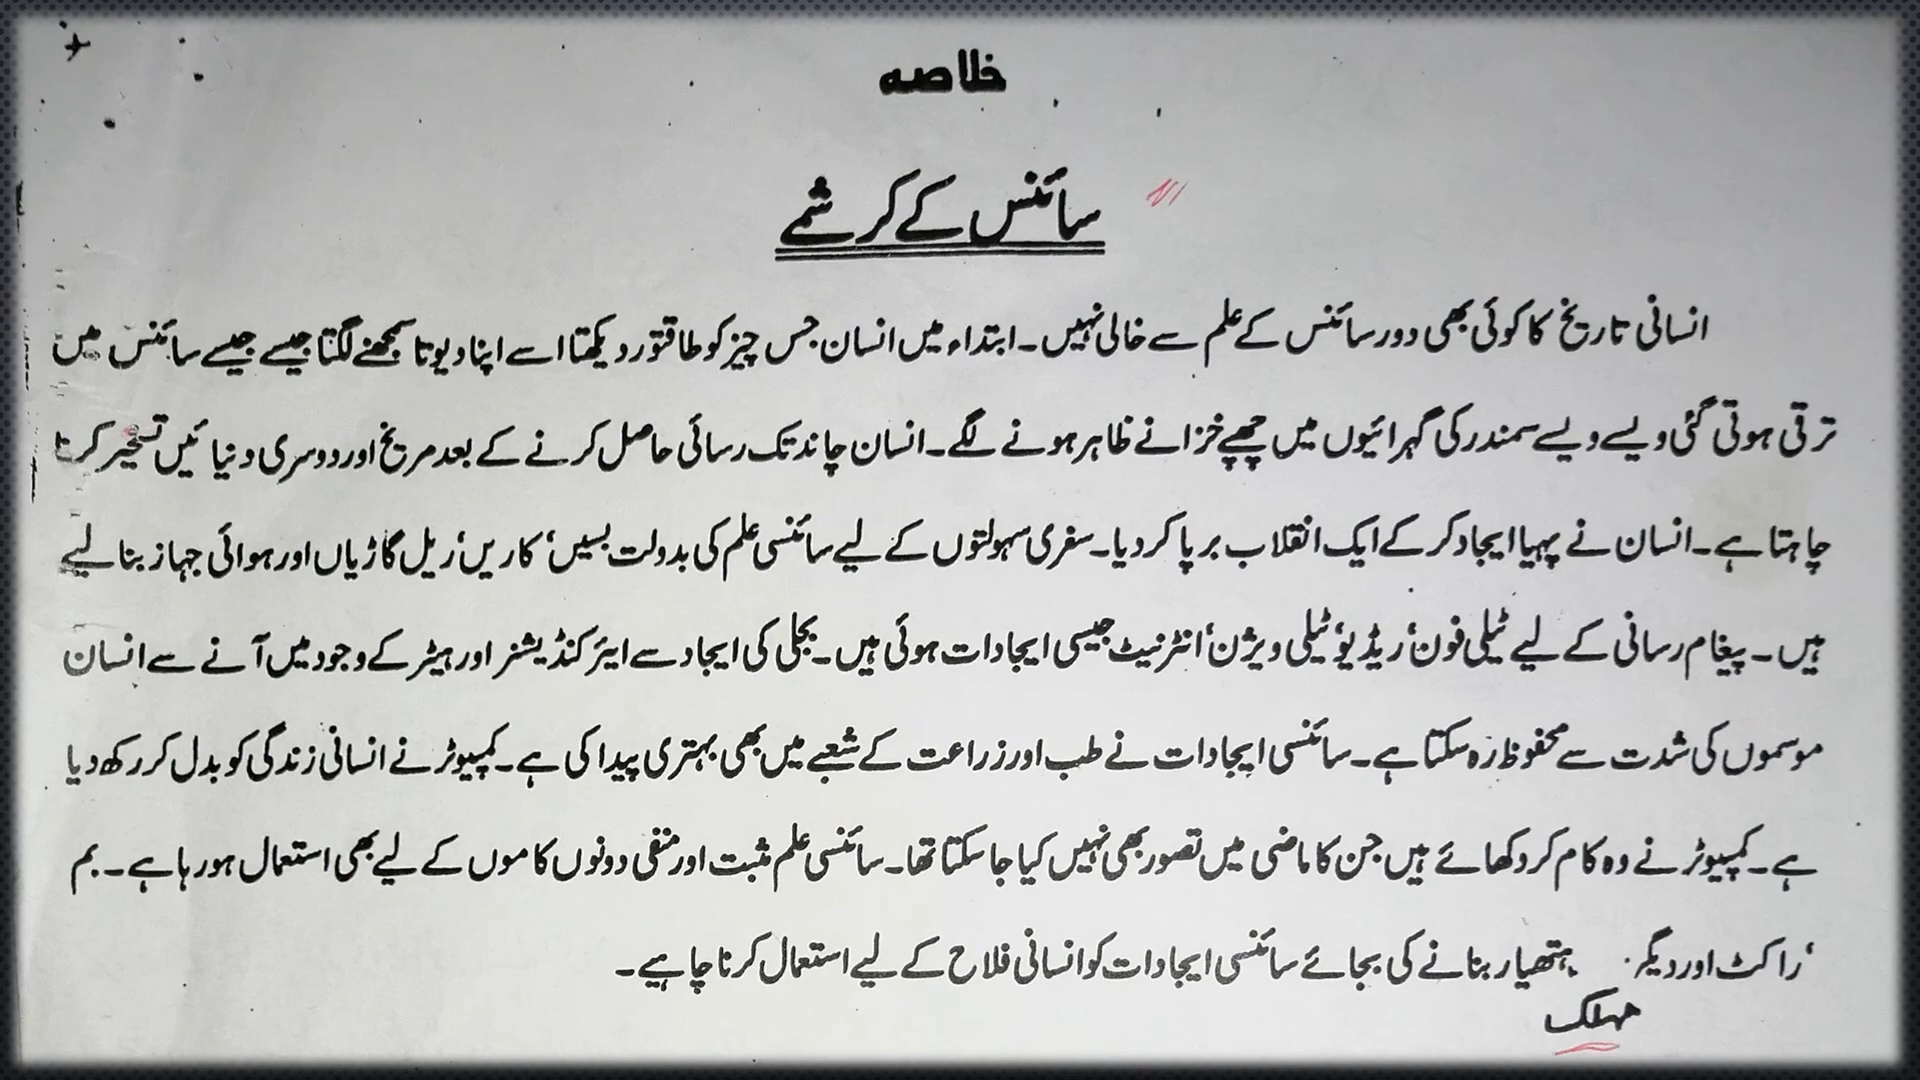 خلاصہ
سائنس کے کرشمے
انسانی تاریخ کا کوئی بھی دور سائنس کے علم سے خالی نہیں۔ ابتداء میں انسان جس چیز کو طاقتور دیکھتا اسے اپنا دیوتا سمجھنے لگتا جیسے جیسے سائنس میں
ترقی ہوتی گئی ویسے ویسے سمندر کی گہرائیوں میں چھپے خزانے ظاہر ہونے لگے۔ انسان چاند تک رسائی حاصل کرنے کے بعد مریخ اور دوسری دنیائیں تسخیر کرنا
چاہتا ہے۔ انسان نے پہیا ایجاد کر کے ایک انقلاب برپا کر دیا۔ سفری سہولتوں کے لیے سائنسی علم کی بدولت بسیں' کاریں' ریل گاڑیاں اور ہوائی جہاز بنا لیے
ہیں۔ پیغام رسانی کے لیے ٹیلی فون' ریڈیو' ٹیلی ویژن' انٹرنیٹ جیسی ایجادات ہوئی ہیں۔ بجلی کی ایجاد سے ایئر کنڈیشنر اور ہیٹر کے وجود میں آنے سے انسان
موسموں کی شدت سے محفوظ رہ سکتا ہے۔ سائنسی ایجادات نے طب اور زراعت کے شعبے میں بھی بہتری پیدا کی ہے۔ کمپیوٹر نے انسانی زندگی کو بدل کر رکھ دیا
ہے۔ کمپیوٹر نے وہ کام کر دکھائے ہیں جن کا ماضی میں تصور بھی نہیں کیا جا سکتا تھا۔ سائنسی علم مثبت اور منفی دونوں کاموں کے لیے بھی استعمال ہو رہا ہے۔ بم
' راکٹ اور دیگر ہتھیار بنانے کی بجائے سائنسی ایجادات کو انسانی فلاح کے لیے استعمال کرنا چاہیے۔
مہلک